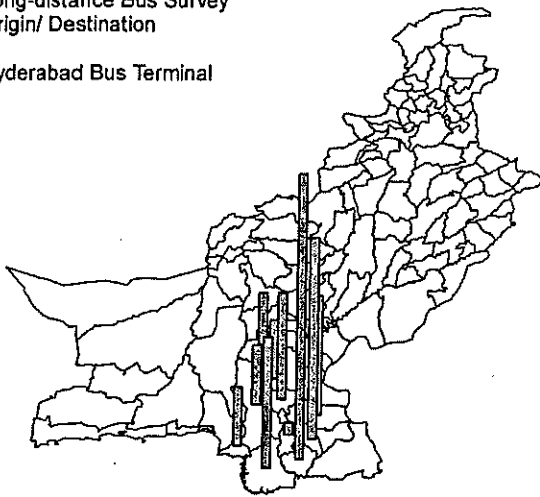 ong-distance Bus Survey
rigin/ Destination
yderabad Bus Terminal